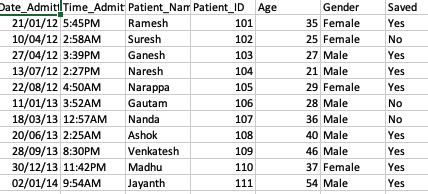 Date_Admitt Time_Admitt Patient_Nam Patient_ID Age Gender Saved
21/01/12 5:45PM Ramesh 101 35 Female Yes
10/04/12 2:58AM Suresh 102 25 Female No
27/04/12 3:39PM Ganesh 103 27 Male Yes
13/07/12 2:27PM Naresh 104 21 Male Yes
22/08/12 4:50AM Narappa 105 29 Female Yes
11/01/13 3:52AM Gautam 106 28 Male No
18/03/13 12:57AM Nanda 107 36 Male No
20/06/13 2:25AM Ashok 108 40 Male Yes
28/09/13 8:30PM Venkatesh 109 46 Male Yes
30/12/13 11:42PM Madhu 110 37 Female Yes
02/01/14 9:54AM Jayanth 111 54 Male Yes